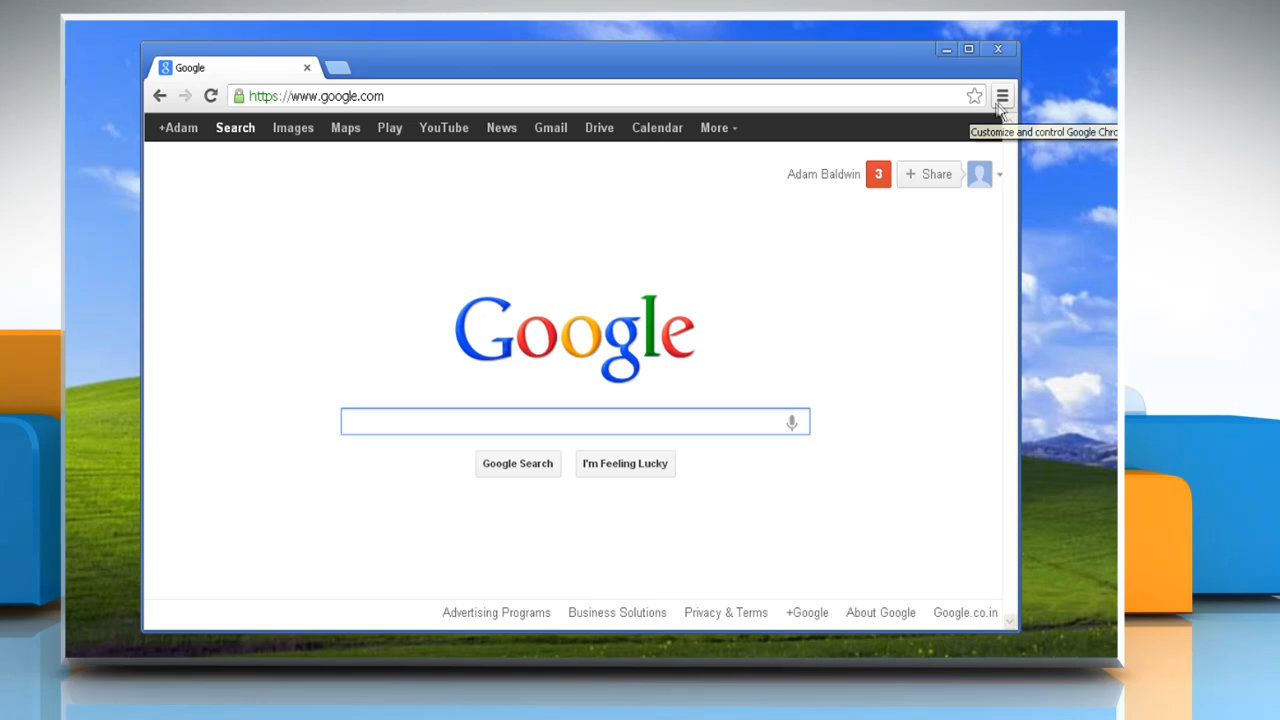 Google
https://www.google.com
+Adam Search Images Maps Play YouTube News Gmail Drive Calendar More
Customize and control Google Chro
Adam Baldwin 3 + Share
Google
Google Search I'm Feeling Lucky
Advertising Programs Business Solutions Privacy & Terms +Google About Google Google.co.in